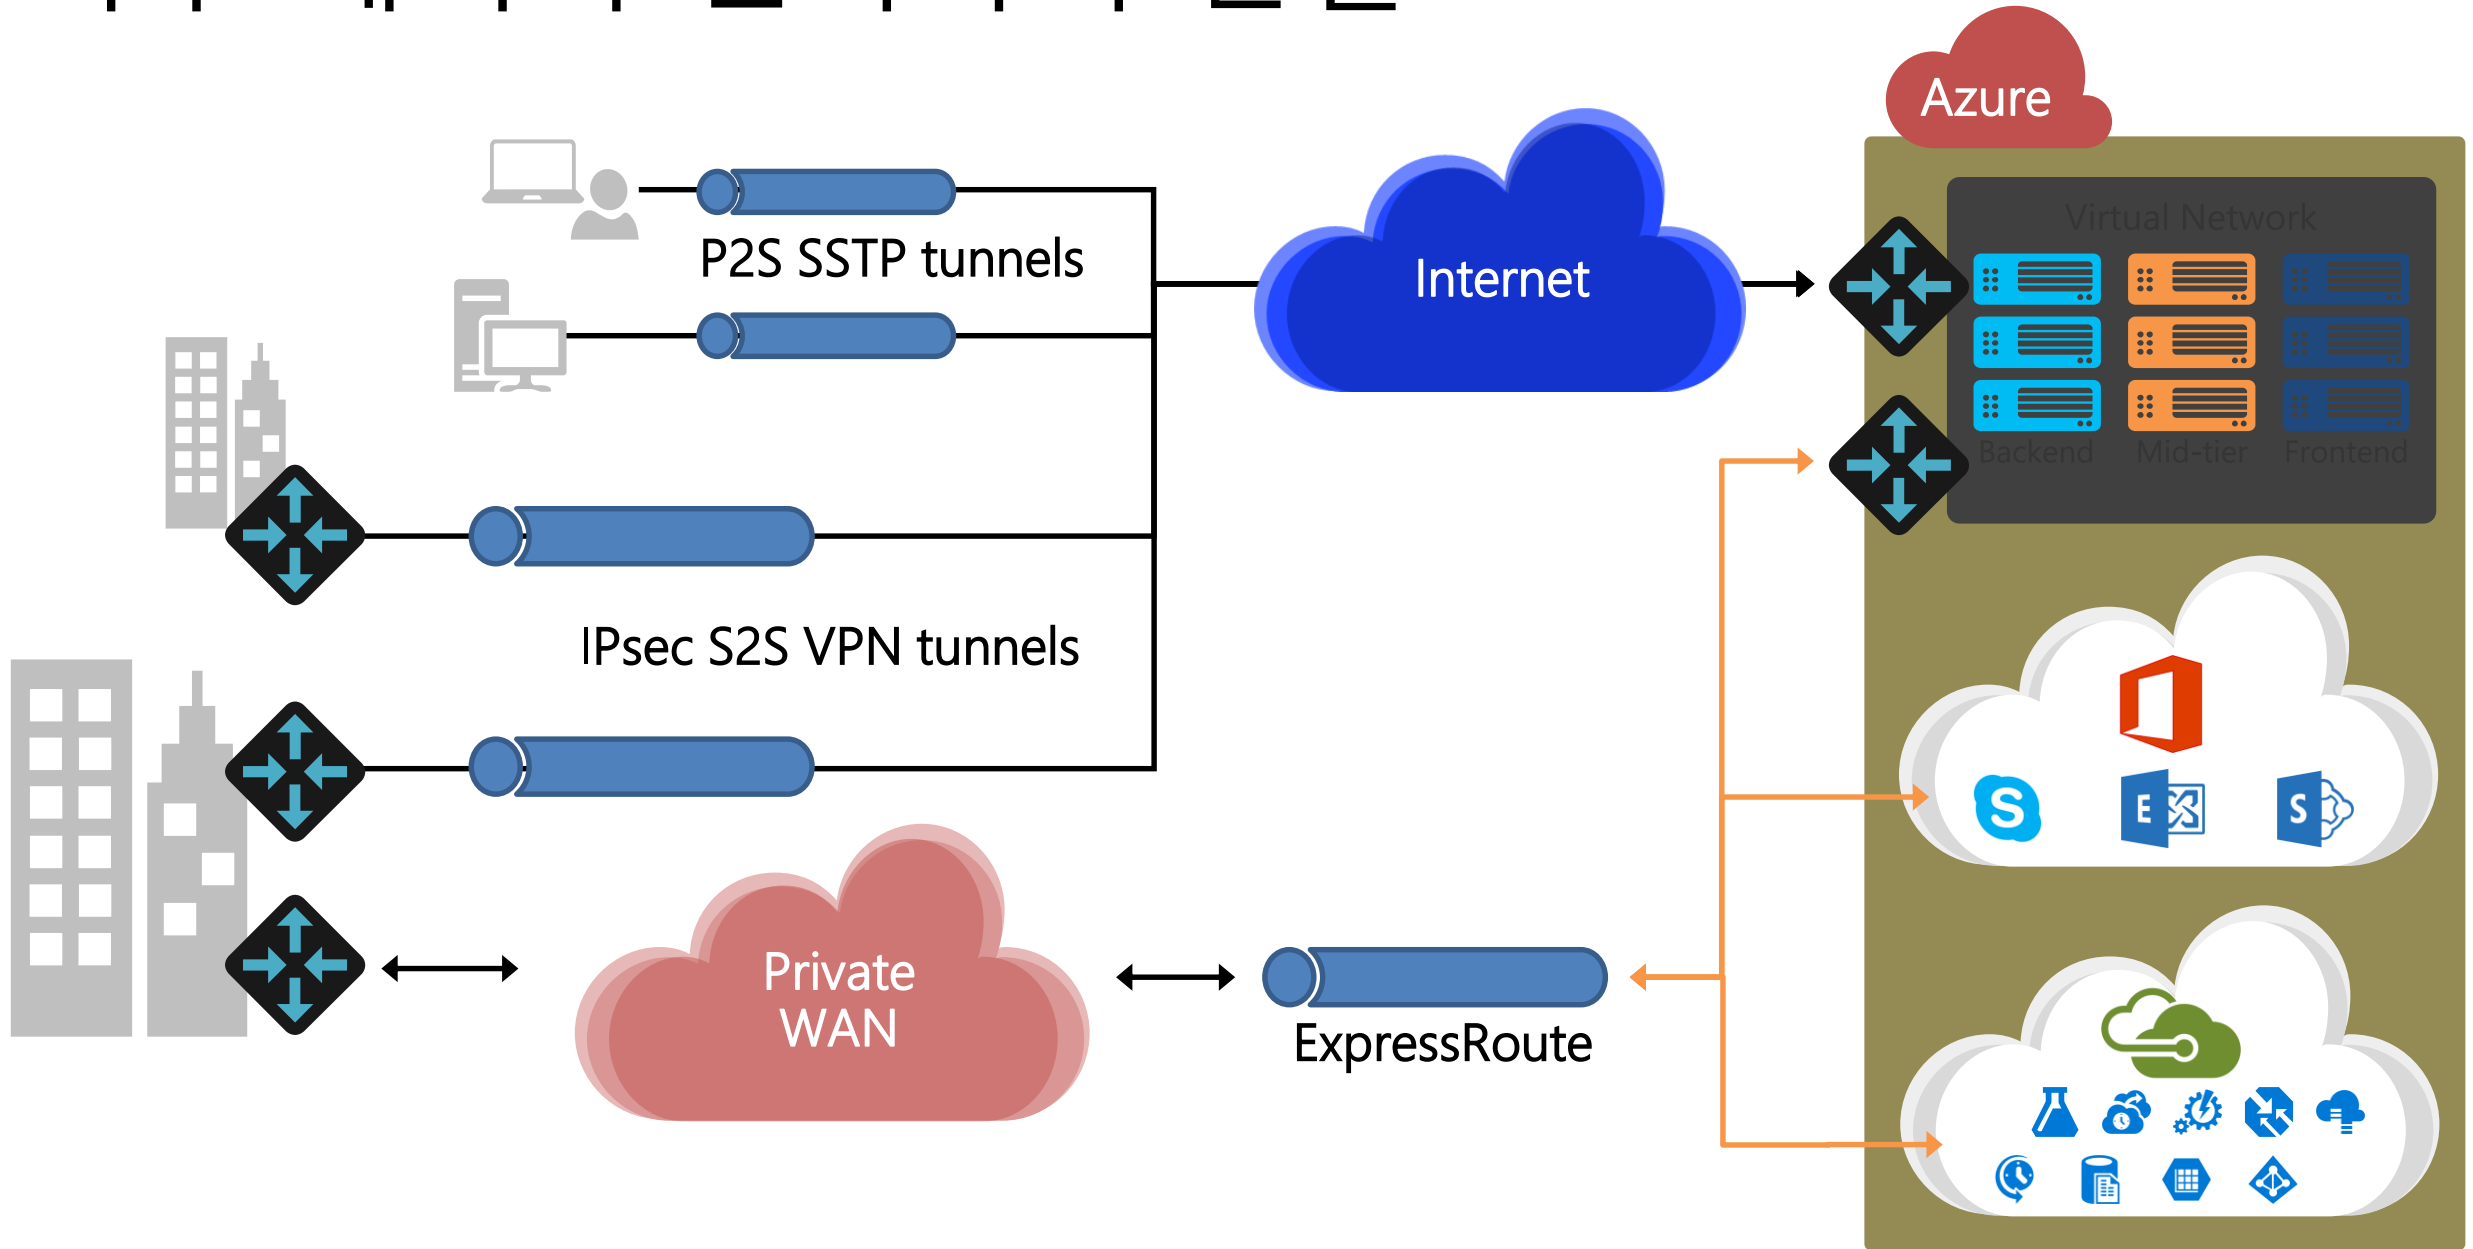 Azure
Virtual Network
P2S SSTP tunnels
Internet
Backend
Mid-tier
Frontend
IPsec S2S VPN tunnels
E
S
S
Private
WAN
ExpressRoute